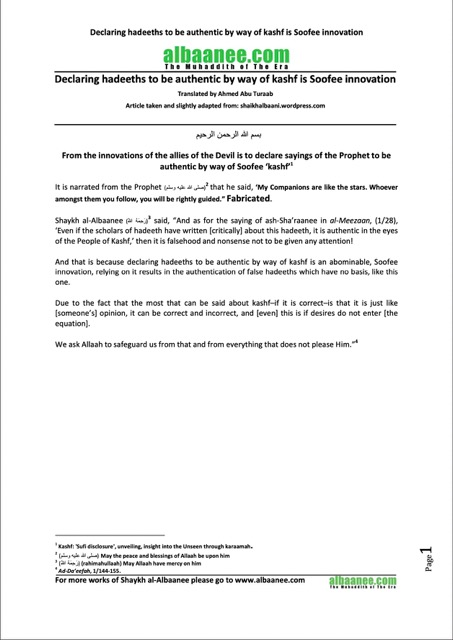 Declaring hadeeths to be authentic by way of kashf is Soofee innovation
albaanee.com
The Muhaddith of The Era
Declaring hadeeths to be authentic by way of kashf is Soofee innovation
Translated by Ahmed Abu Turaab
Article taken and slightly adapted from: shaikhalbaani.wordpress.com
بسم الله الرحمن الرحيم
From the innovations of the allies of the Devil is to declare sayings of the Prophet to be
authentic by way of Soofee ‘kashf’¹
It is narrated from the Prophet (صلى الله عليه وسلم)² that he said, ‘My Companions are like the stars. Whoever
amongst them you follow, you will be rightly guided.” Fabricated.
Shaykh al-Albaanee (رَحِمَهُ اللهُ)³ said, “And as for the saying of ash-Sha’raanee in al-Meezaan, (1/28),
‘Even if the scholars of hadeeth have written [critically] about this hadeeth, it is authentic in the eyes
of the People of Kashf,’ then it is falsehood and nonsense not to be given any attention!
And that is because declaring hadeeths to be authentic by way of kashf is an abominable, Soofee
innovation, relying on it results in the authentication of false hadeeths which have no basis, like this
one.
Due to the fact that the most that can be said about kashf–if it is correct–is that it is just like
[someone’s] opinion, it can be correct and incorrect, and [even] this is if desires do not enter [the
equation].
We ask Allaah to safeguard us from that and from everything that does not please Him.”⁴
¹ Kashf: 'Sufi disclosure', unveiling, insight into the Unseen through karaamah.
² (صلى الله عليه وسلم) May the peace and blessings of Allaah be upon him
³ (رَحِمَهُ اللهُ) (rahimahullaah) May Allaah have mercy on him
⁴ Ad-Da’eefah, 1/144-155.
For more works of Shaykh al-Albaanee please go to www.albaanee.com
albaanee.com
The Muhaddith of The Era
Page 1